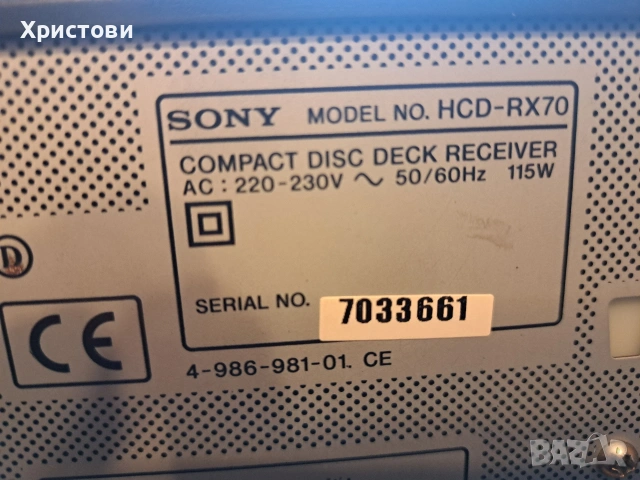 Христови
SONY MODEL NO. HCD-RX70
COMPACT DISC DECK RECEIVER
AC : 220-230V ~ 50/60Hz 115W
D
SERIAL NO. 7033661
CE
4-986-981-01. CE
BAZAR